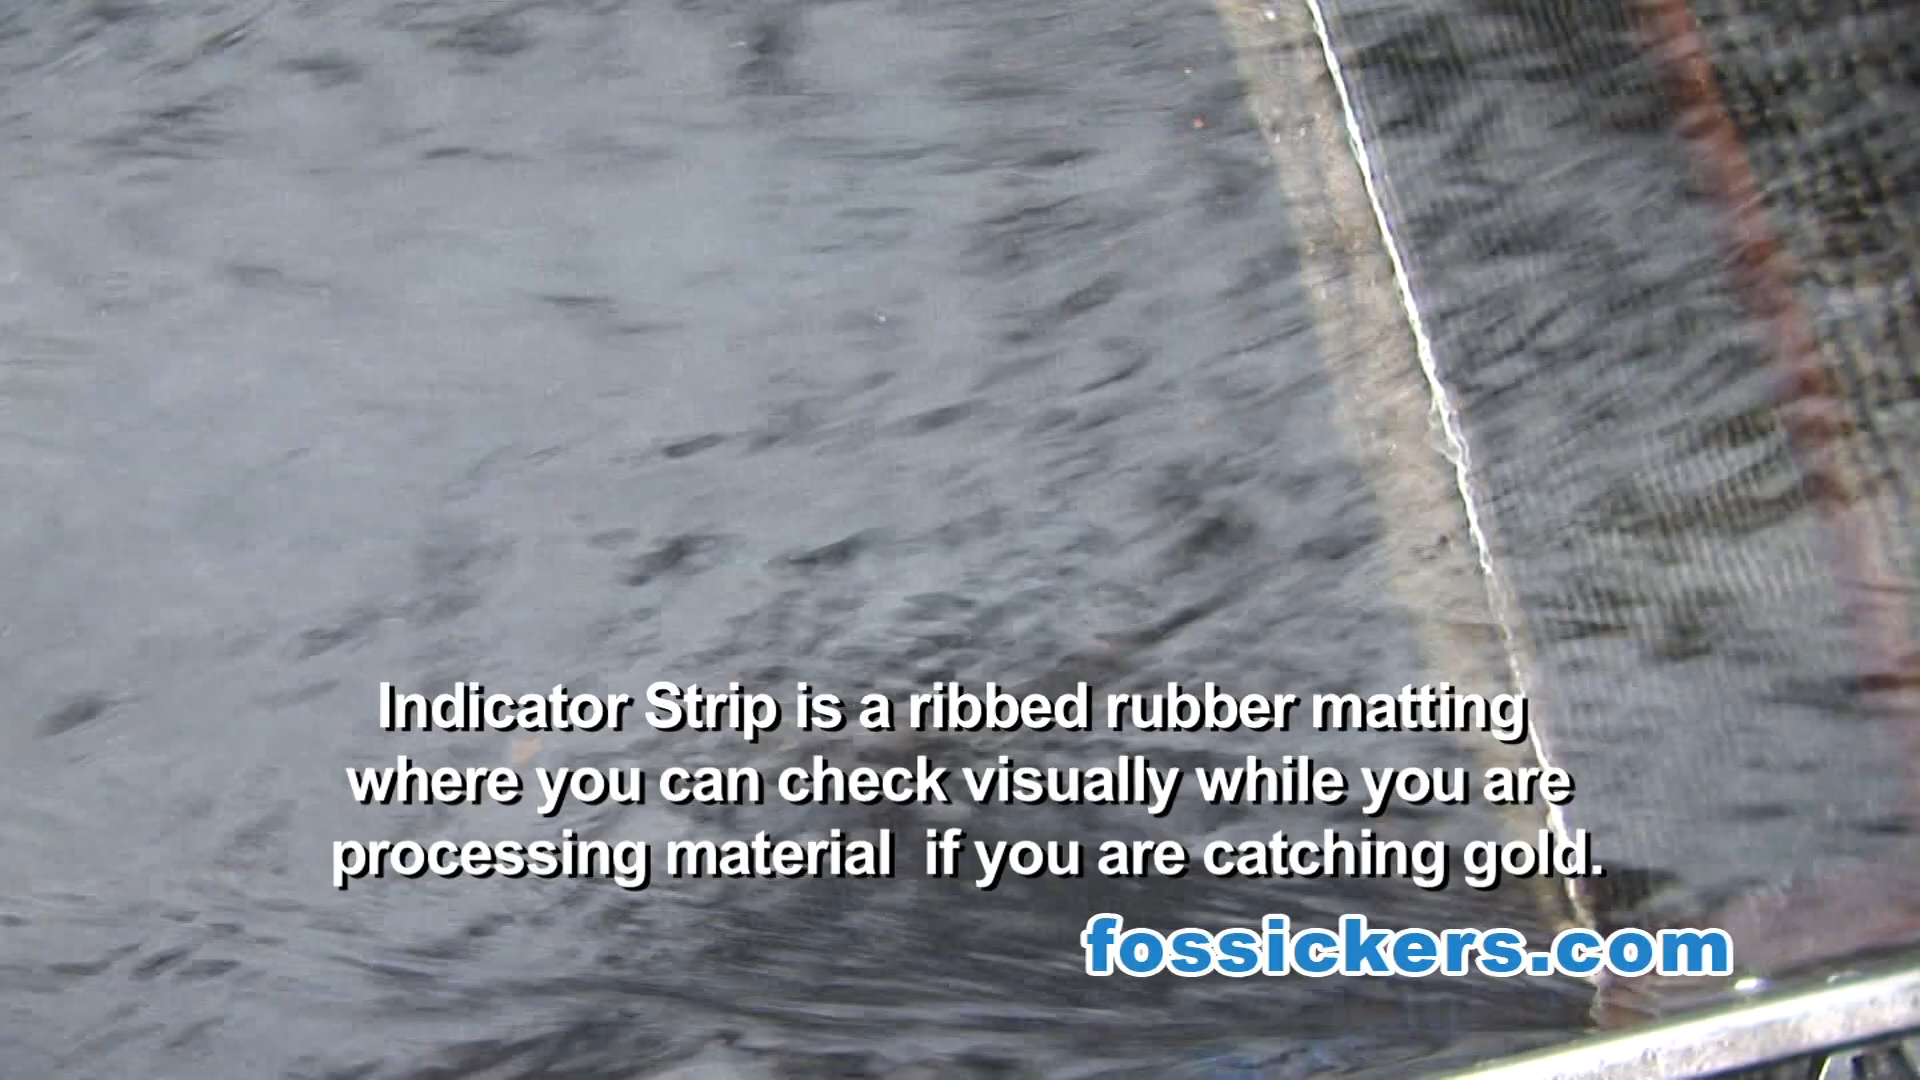 Indicator Strip is a ribbed rubber matting
where you can check visually while you are
processing material  if you are catching gold.
fossickers.com